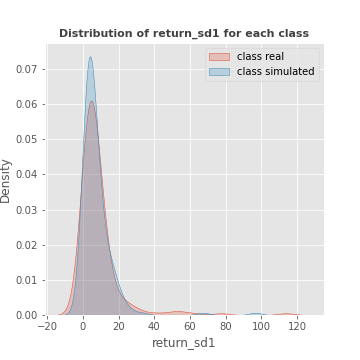 Distribution of return_sd1 for each class
class real
class simulated
Density
0.07
0.06
0.05
0.04
0.03
0.02
0.01
0.00
−20 0 20 40 60 80 100 120
return_sd1